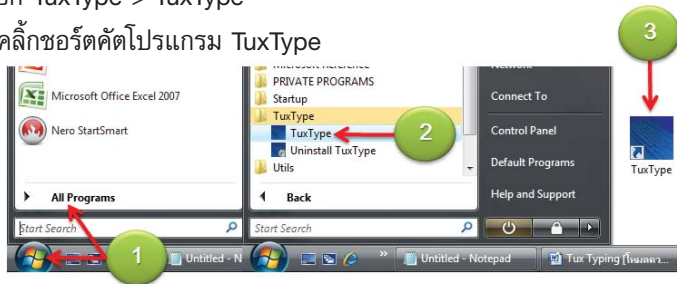 TuxType > TuxType
คลิ้กชอร์ตคัตโปรแกรม TuxType
3
PRIVATE PROGRAMS
Startup
TuxType
TuxType
Uninstall TuxType
Utils
Back
Start Search
2
Microsoft Office Excel 2007
Nero StartSmart
All Programs
Start Search
1
Connect To
Control Panel
Default Programs
Help and Support
TuxType
Untitled - N
Untitled - Notepad
Tux Typing